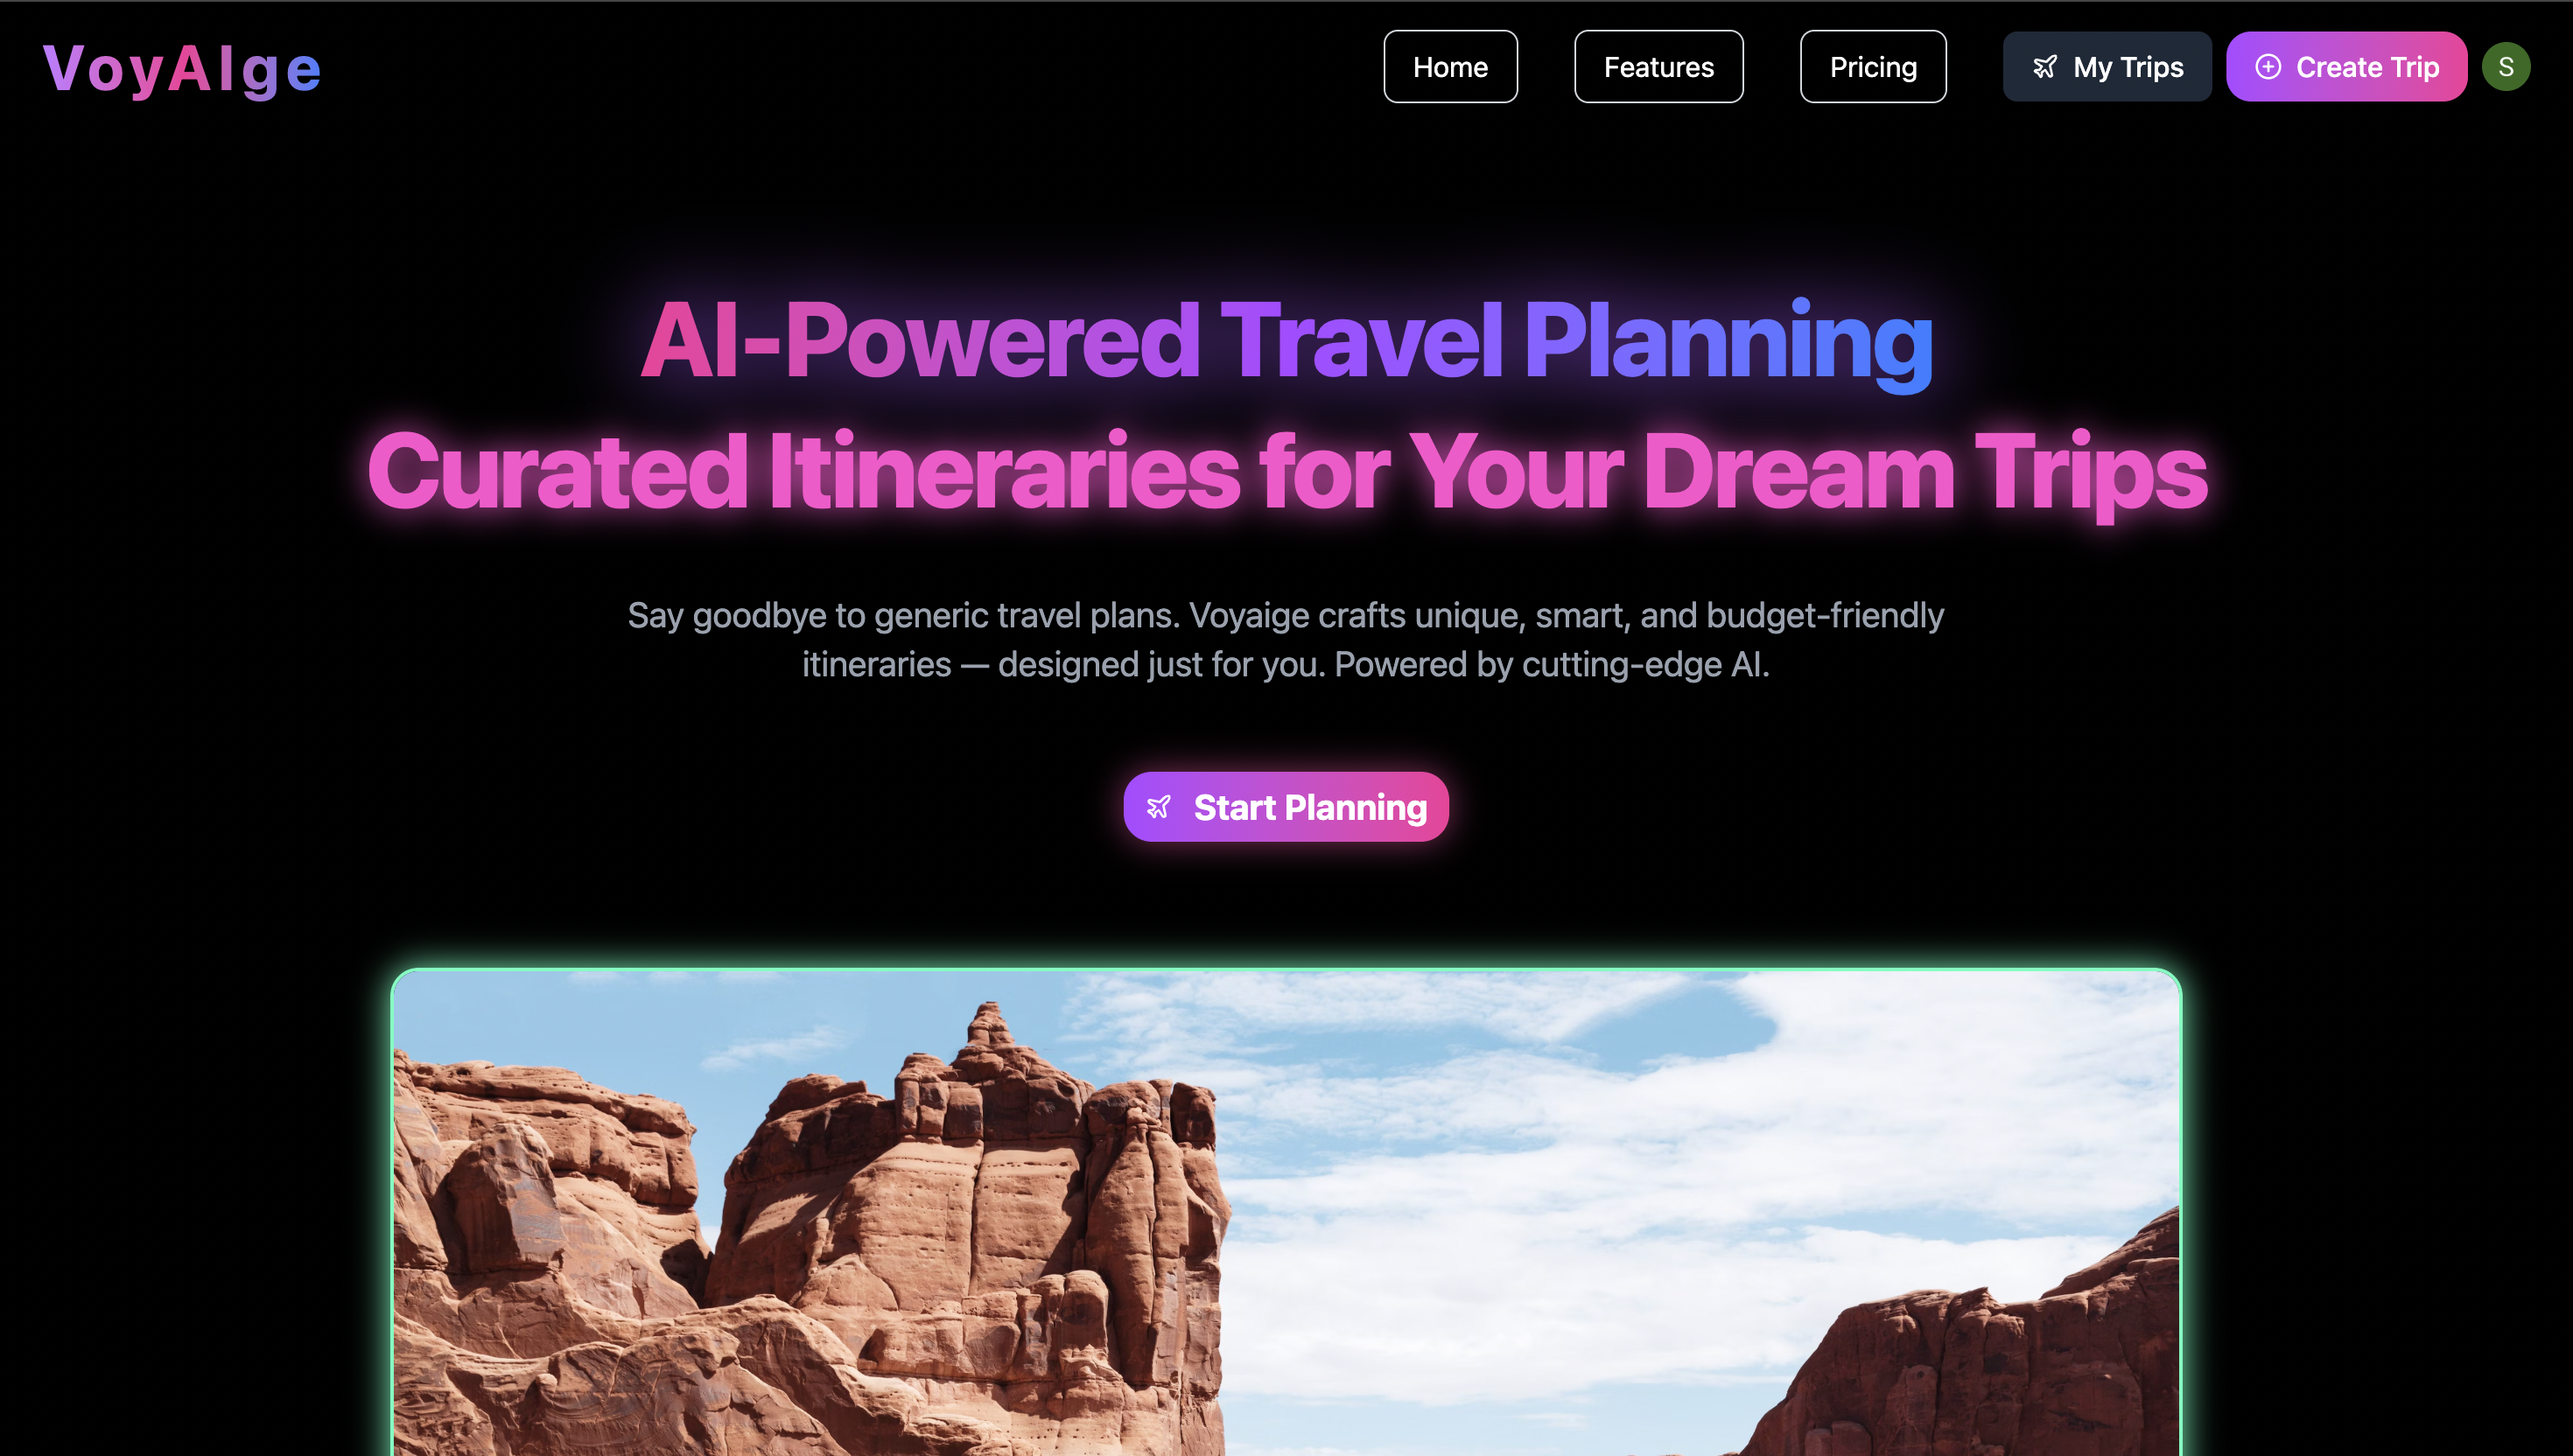 VoyAIge
Home
Features
Pricing
My Trips
Create Trip
S
AI-Powered Travel Planning
Curated Itineraries for Your Dream Trips
Say goodbye to generic travel plans. Voyaige crafts unique, smart, and budget-friendly
itineraries — designed just for you. Powered by cutting-edge AI.
Start Planning